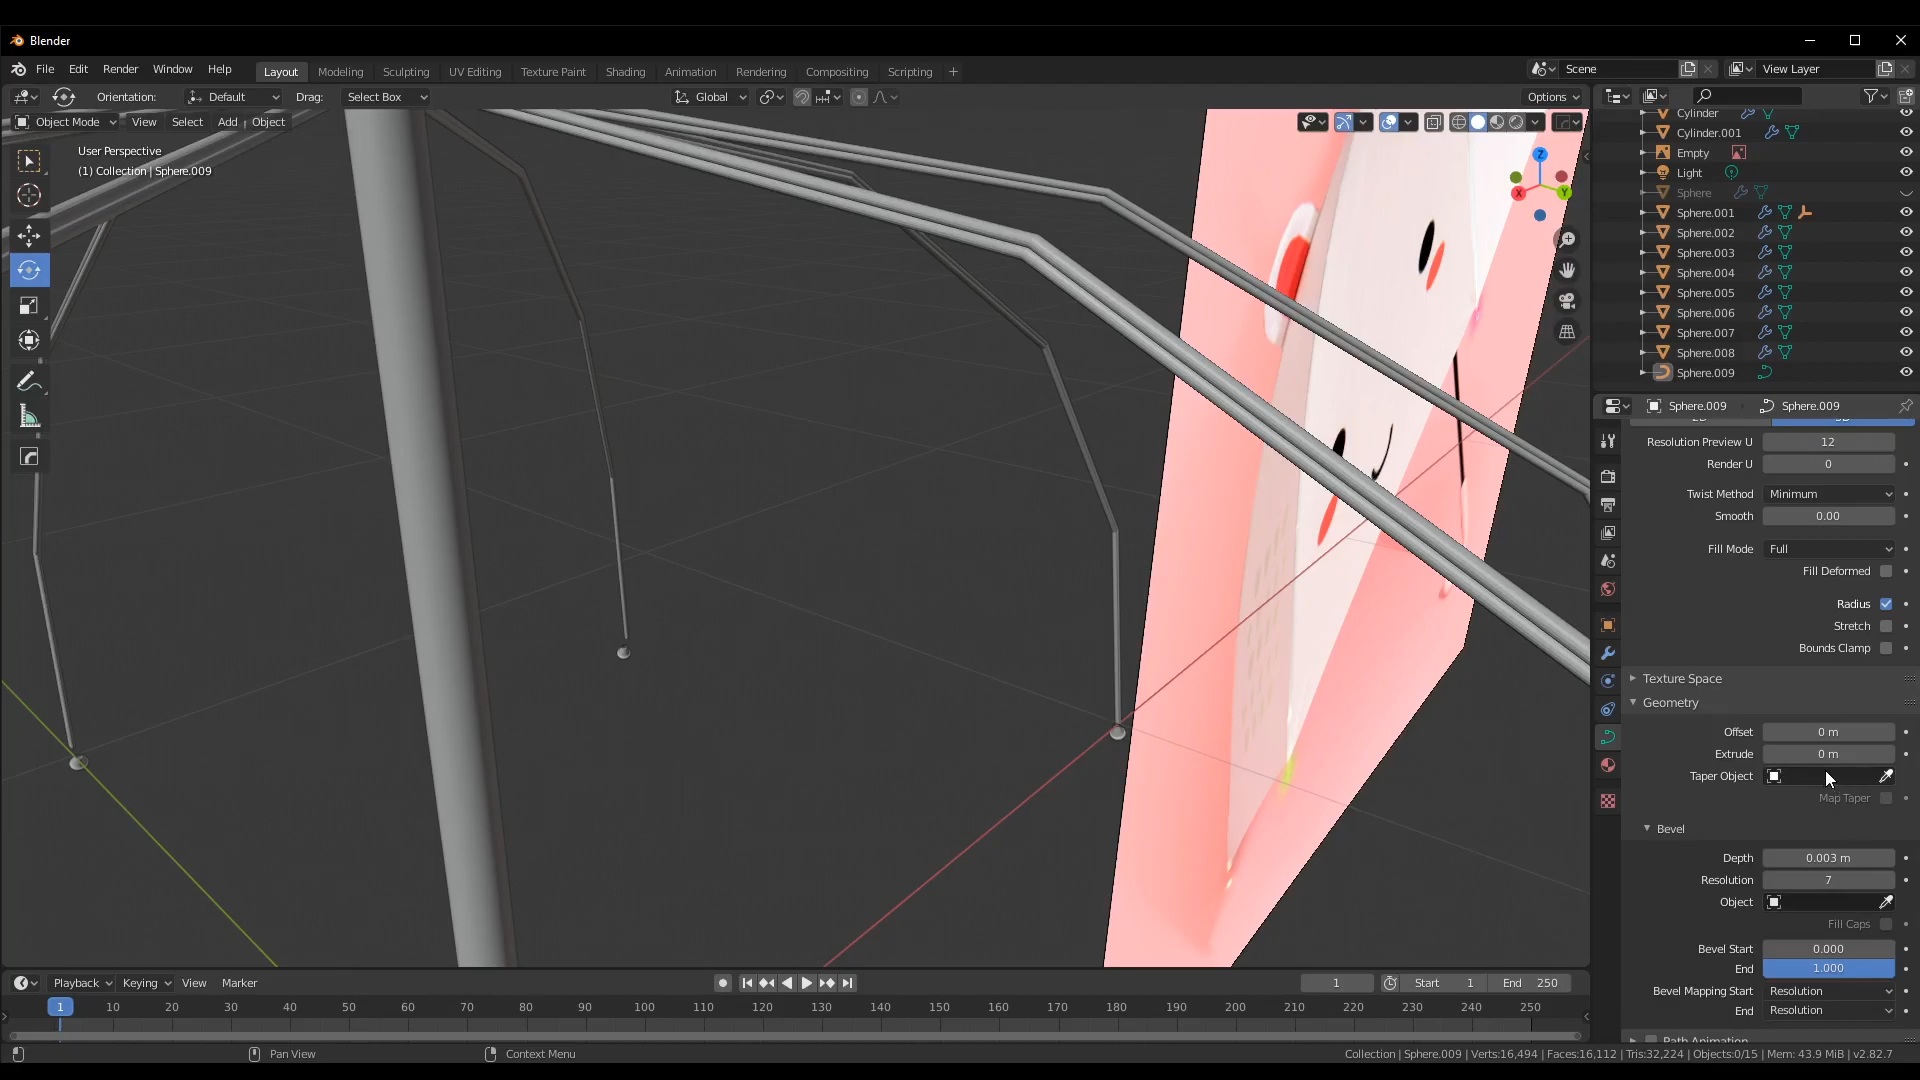 Blender
File Edit Render Window Help
Layout Modeling Sculpting UV Editing Texture Paint Shading Animation Rendering Compositing Scripting +
Scene
View Layer
Orientation: Default Drag: Select Box
Global
Options
Object Mode View Select Add Object
User Perspective
(1) Collection | Sphere.009
Z
X
Y
Cylinder
Cylinder.001
Empty
Light
Sphere
Sphere.001
Sphere.002
Sphere.003
Sphere.004
Sphere.005
Sphere.006
Sphere.007
Sphere.008
Sphere.009
Sphere.009 Sphere.009
Resolution Preview U 12
Render U 0
Twist Method Minimum
Smooth 0.00
Fill Mode Full
Fill Deformed
Radius
Stretch
Bounds Clamp
Texture Space
Geometry
Offset 0 m
Extrude 0 m
Taper Object
Map Taper
Bevel
Depth 0.003 m
Resolution 7
Object
Fill Caps
Bevel Start 0.000
End 1.000
Bevel Mapping Start Resolution
End Resolution
Path Animation
Playback Keying View Marker
1 Start 1 End 250
1 10 20 30 40 50 60 70 80 90 100 110 120 130 140 150 160 170 180 190 200 210 220 230 240 250
Pan View
Context Menu
Collection | Sphere.009 | Verts:16,494 | Faces:16,112 | Tris:32,224 | Objects:0/15 | Mem: 43.9 MiB | v2.82.7